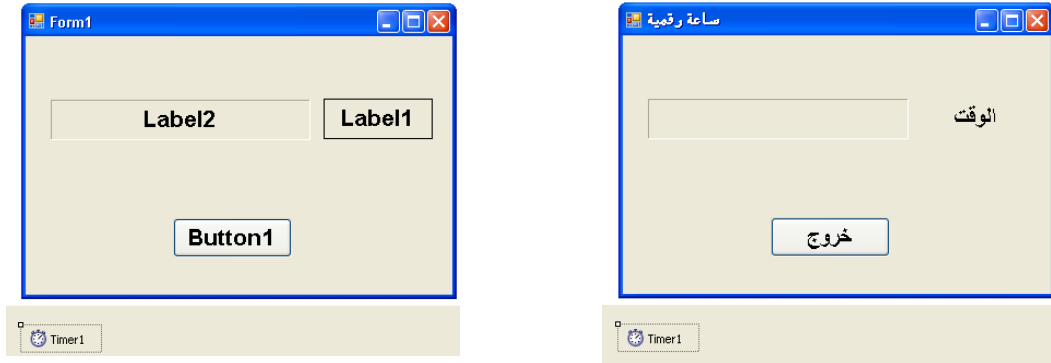 Form1
Label2 Label1
Button1
Timer1
ساعة رقمية
الوقت
خروج
Timer1